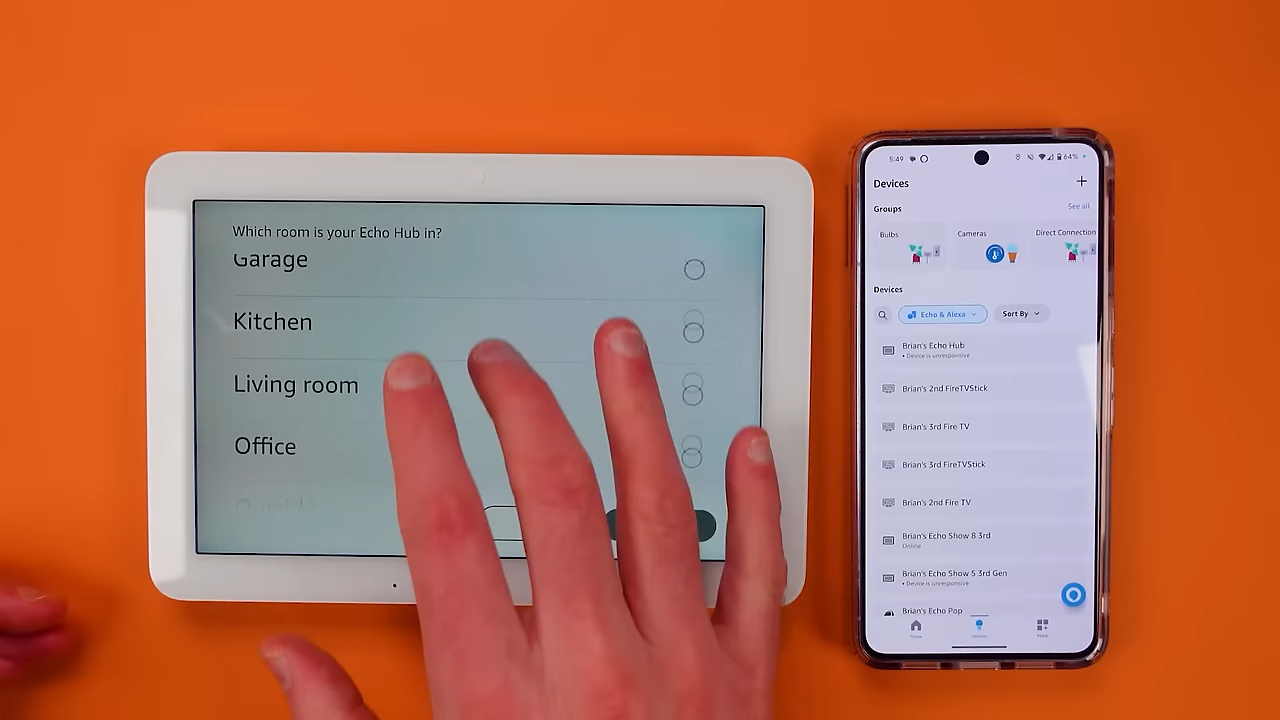 Which room is your Echo Hub in?
Garage
Kitchen
Living room
Office
5:49
64%
Devices
+
Groups
See all
Bulbs
Cameras
Direct Connection
Devices
Echo & Alexa
Sort By
Brian's Echo Hub
• Device is unresponsive
Brian's 2nd FireTVStick
Brian's 3rd Fire TV
Brian's 3rd FireTVStick
Brian's 2nd Fire TV
Brian's Echo Show 8 3rd
Online
Brian's Echo Show 5 3rd Gen
• Device is unresponsive
Brian's Echo Pop
Home
Devices
More